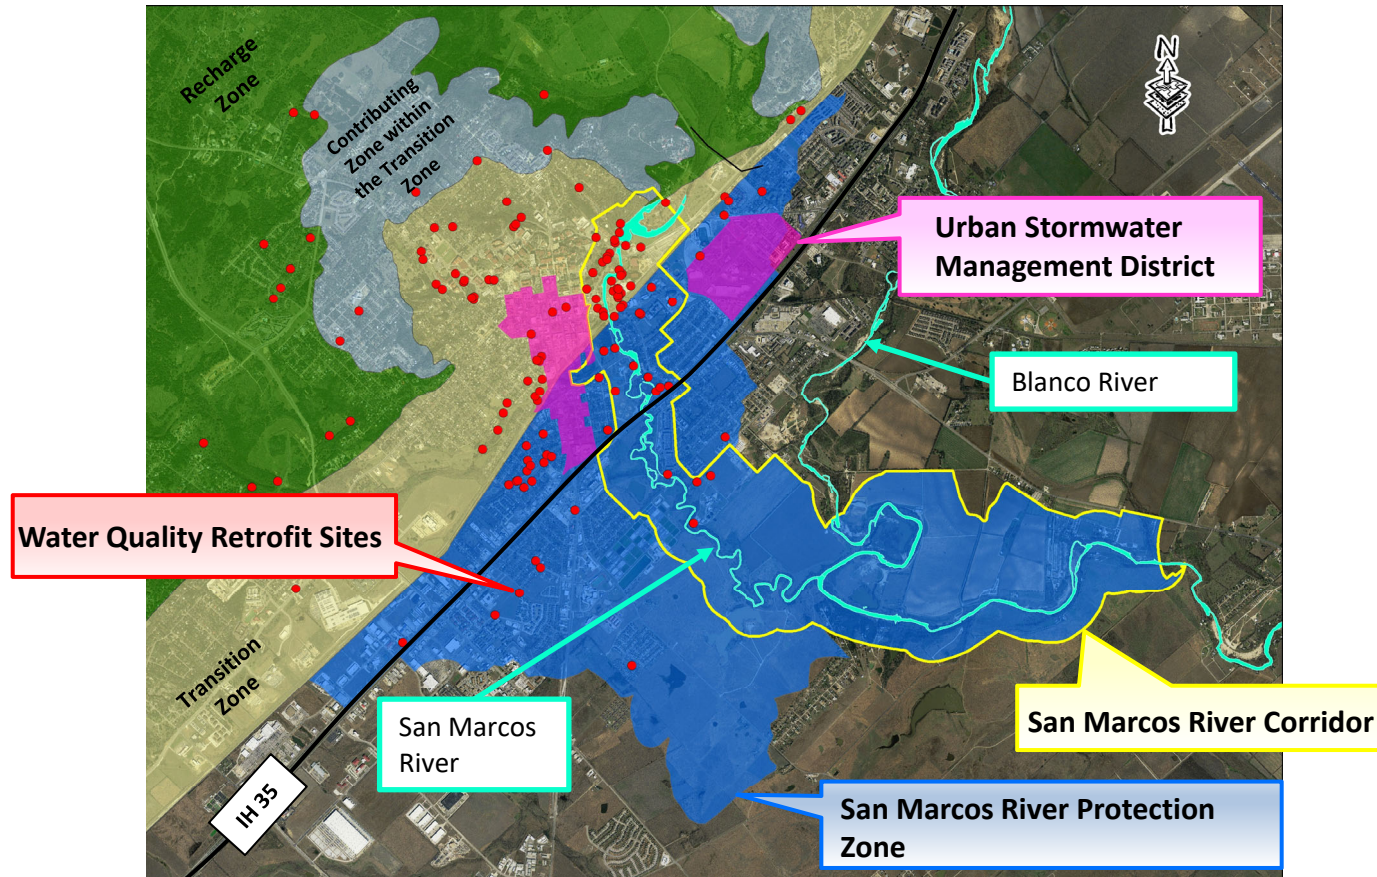 Recharge
Zone
Contributing
Zone within
the Transition
Zone
N
Urban Stormwater
Management District
Blanco River
Water Quality Retrofit Sites
Transition
Zone
San Marcos
River
San Marcos River Corridor
IH 35
San Marcos River Protection
Zone